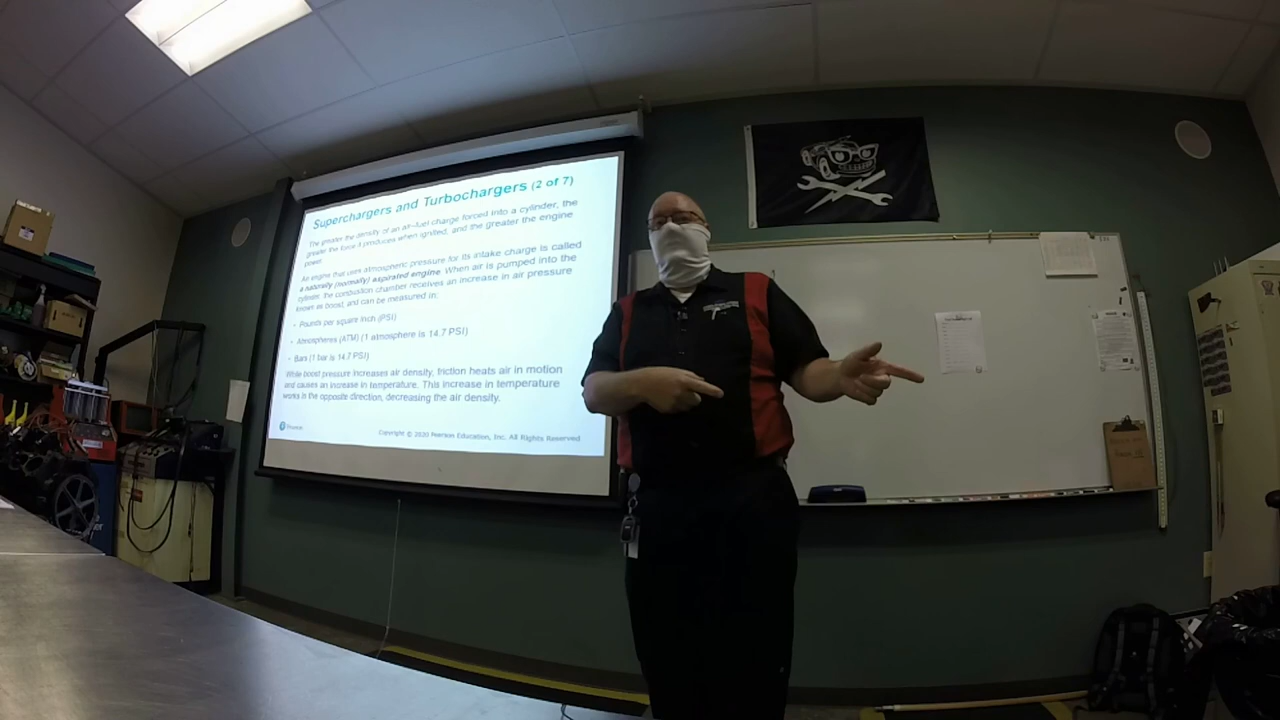 Superchargers and Turbochargers (2 of 7)
The greater the density of an air-fuel charge forced into a cylinder, the
greater the force it produces when ignited, and the greater the engine
power.
An engine that uses atmospheric pressure for its intake charge is called
a naturally (normally) aspirated engine. When air is pumped into the
cylinder, the combustion chamber receives an increase in air pressure
known as boost, and can be measured in:
• Pounds per square inch (PSI)
• Atmospheres (ATM) (1 atmosphere is 14.7 PSI)
• Bars (1 bar is 14.7 PSI)
While boost pressure increases air density, friction heats air in motion
and causes an increase in temperature. This increase in temperature
works in the opposite direction, decreasing the air density.
Pearson
Copyright © 2020 Pearson Education, Inc. All Rights Reserved